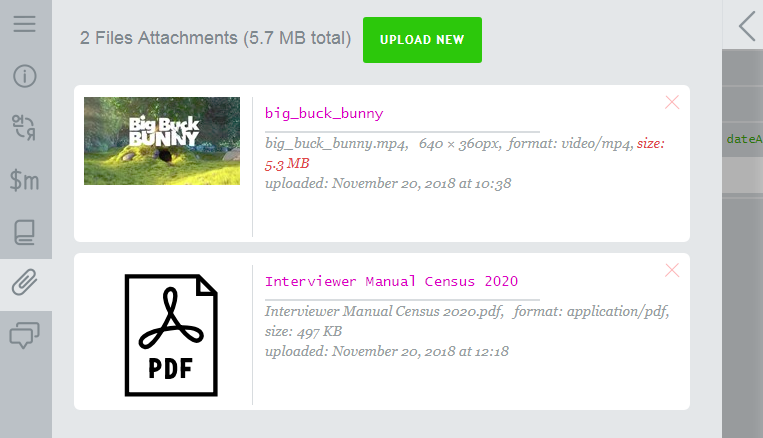 2 Files Attachments (5.7 MB total)
UPLOAD NEW
Big Buck
BUNNY
big_buck_bunny
big_buck_bunny.mp4, 640 × 360px, format: video/mp4, size:
5.3 MB
uploaded: November 20, 2018 at 10:38
PDF
Interviewer Manual Census 2020
Interviewer Manual Census 2020.pdf, format: application/pdf,
size: 497 KB
uploaded: November 20, 2018 at 12:18
$m
dateA